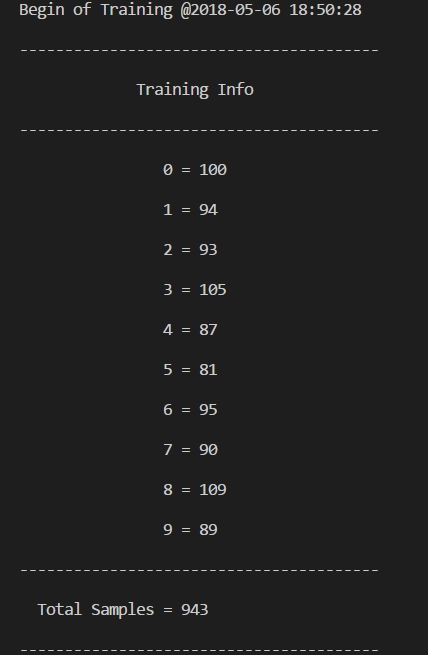 Begin of Training @2018-05-06 18:50:28
----------------------------------------
Training Info
----------------------------------------
0 = 100
1 = 94
2 = 93
3 = 105
4 = 87
5 = 81
6 = 95
7 = 90
8 = 109
9 = 89
----------------------------------------
Total Samples = 943
----------------------------------------